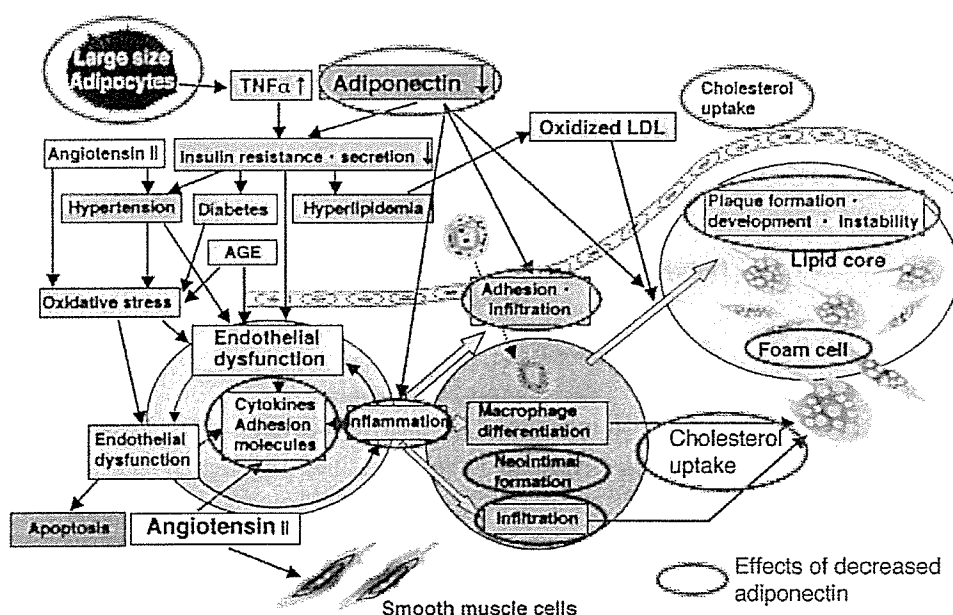 Large size
Adipocytes
TNFα ↑
Adiponectin ↓
Cholesterol
uptake
Oxidized LDL
Angiotensin II
Insulin resistance · secretion ↓
Hypertension
Diabetes
Hyperlipidomia
Plaque formation ·
development · Instability
Lipid core
AGE
Oxidative stress
Adhesion ·
Infiltration
Endothelial
dysfunction
Foam cell
Cytokines
Adhesion
molecules
Inflammation
Macrophage
differentiation
Cholesterol
uptake
Endothelial
dysfunction
Neointimal
formation
Apoptosis
Angiotensin II
Infiltration
Smooth muscle cells
Effects of decreased
adiponectin